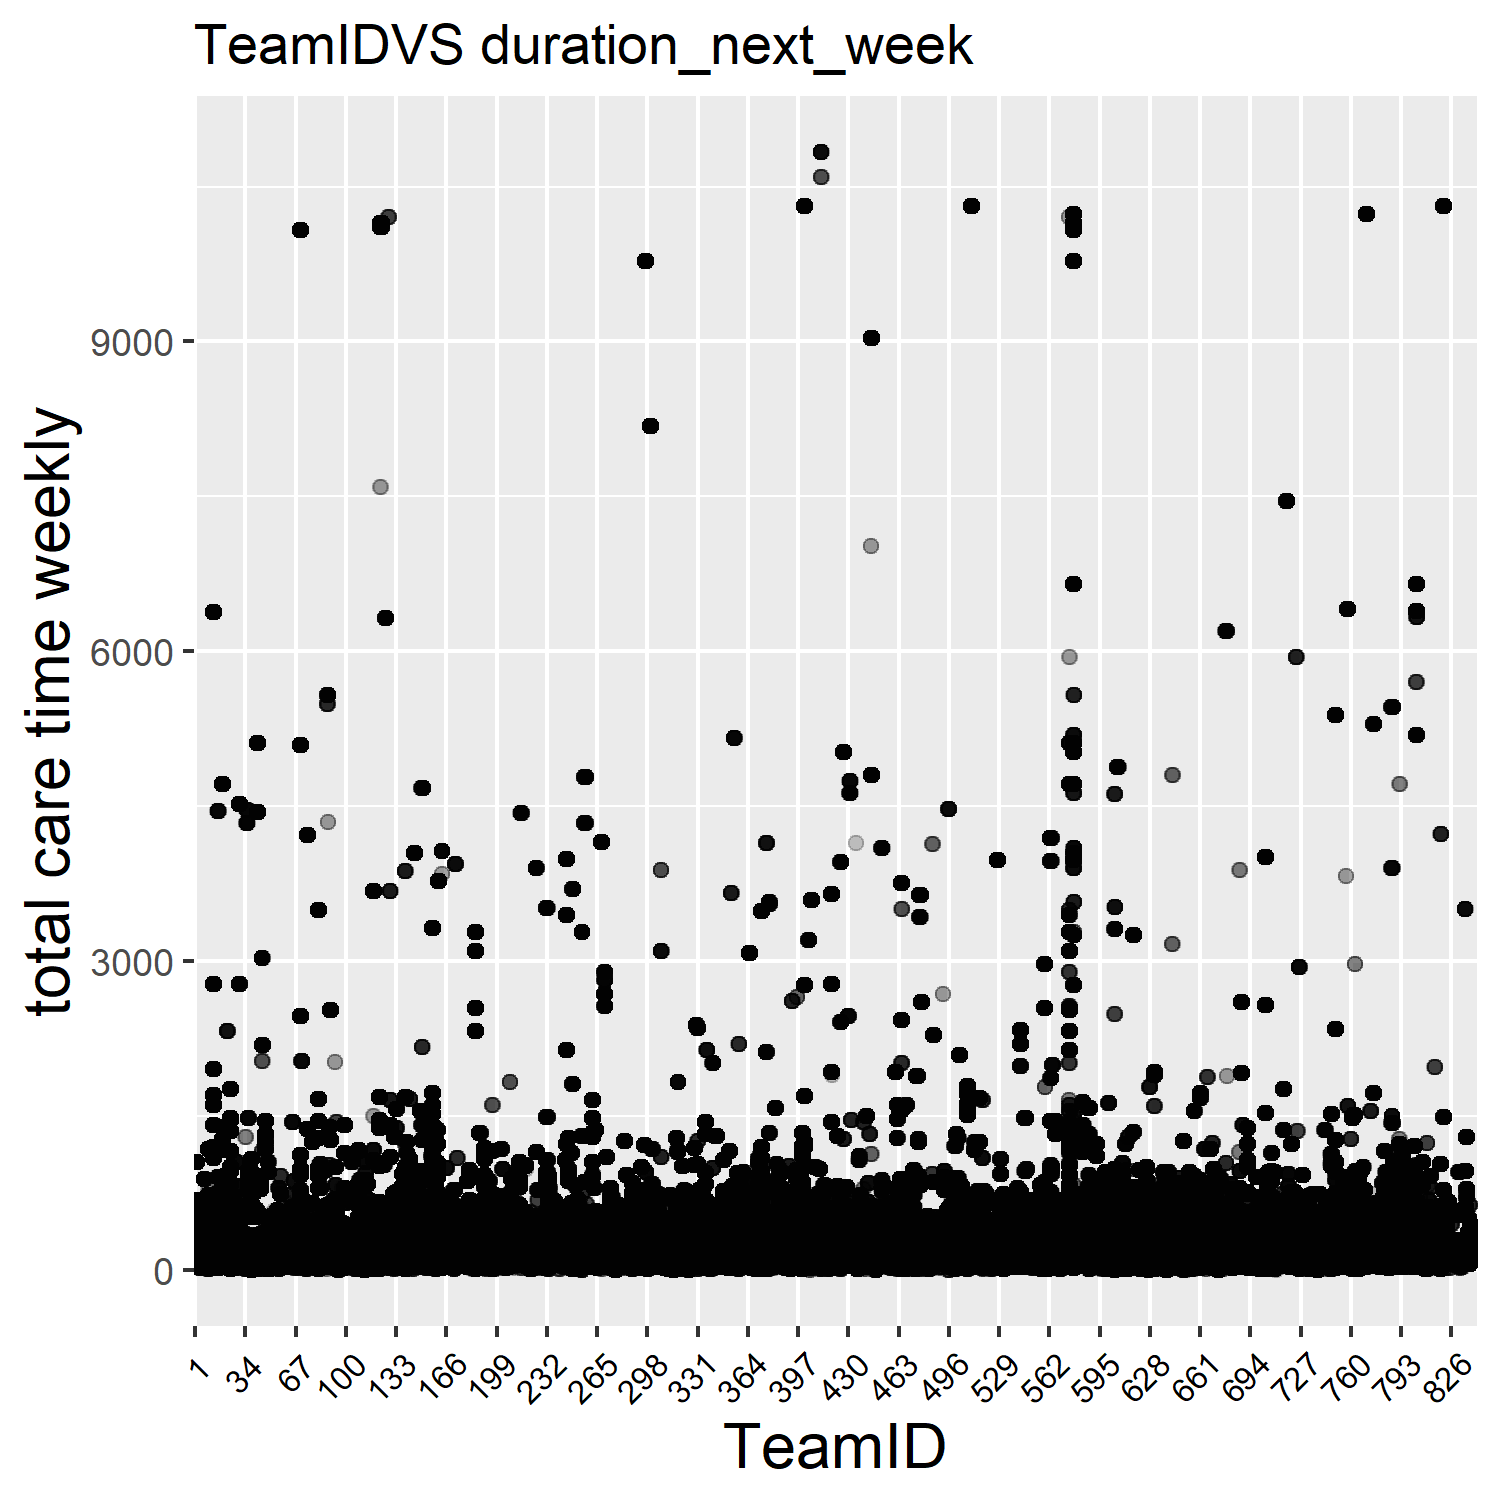 TeamIDVS duration_next_week
total care time weekly
9000
6000
3000
0
1 34 67 100 133 166 199 232 265 298 331 364 397 430 463 496 529 562 595 628 661 694 727 760 793 826
TeamID